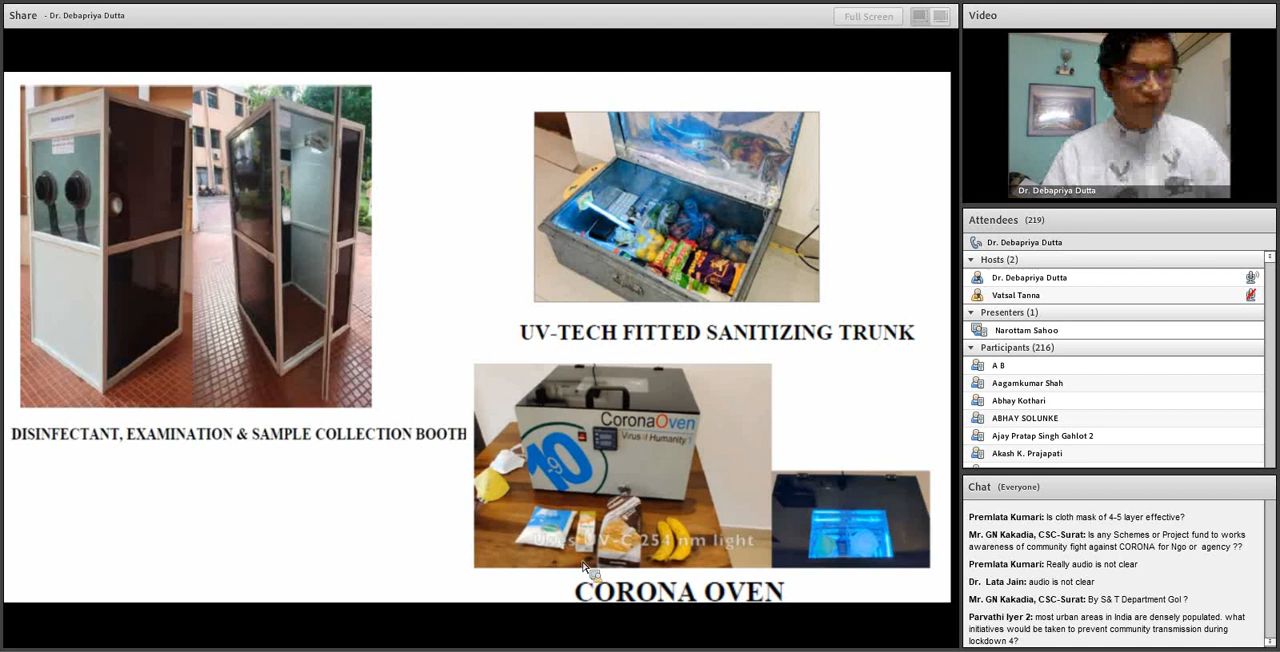 Share - Dr. Debapriya Dutta
Full Screen
DISINFECTANT, EXAMINATION & SAMPLE COLLECTION BOOTH
UV-TECH FITTED SANITIZING TRUNK
CoronaOven
Virus of Humanity
Uses UV-C 254 nm light
CORONA OVEN
Video
Dr. Debapriya Dutta
Attendees (219)
Dr. Debapriya Dutta
Hosts (2)
Dr. Debapriya Dutta
Vatsal Tanna
Presenters (1)
Narottam Sahoo
Participants (216)
A B
Aagamkumar Shah
Abhay Kothari
ABHAY SOLUNKE
Ajay Pratap Singh Gahlot 2
Akash K. Prajapati
Chat (Everyone)
Premlata Kumari: Is cloth mask of 4-5 layer effective?
Mr. GN Kakadia, CSC-Surat: Is any Schemes or Project fund to works
awareness of community fight against CORONA for Ngo or agency ??
Premlata Kumari: Really audio is not clear
Dr. Lata Jain: audio is not clear
Mr. GN Kakadia, CSC-Surat: By S& T Department GoI ?
Parvathi Iyer 2: most urban areas in India are densely populated. what
initiatives would be taken to prevent community transmission during
lockdown 4?